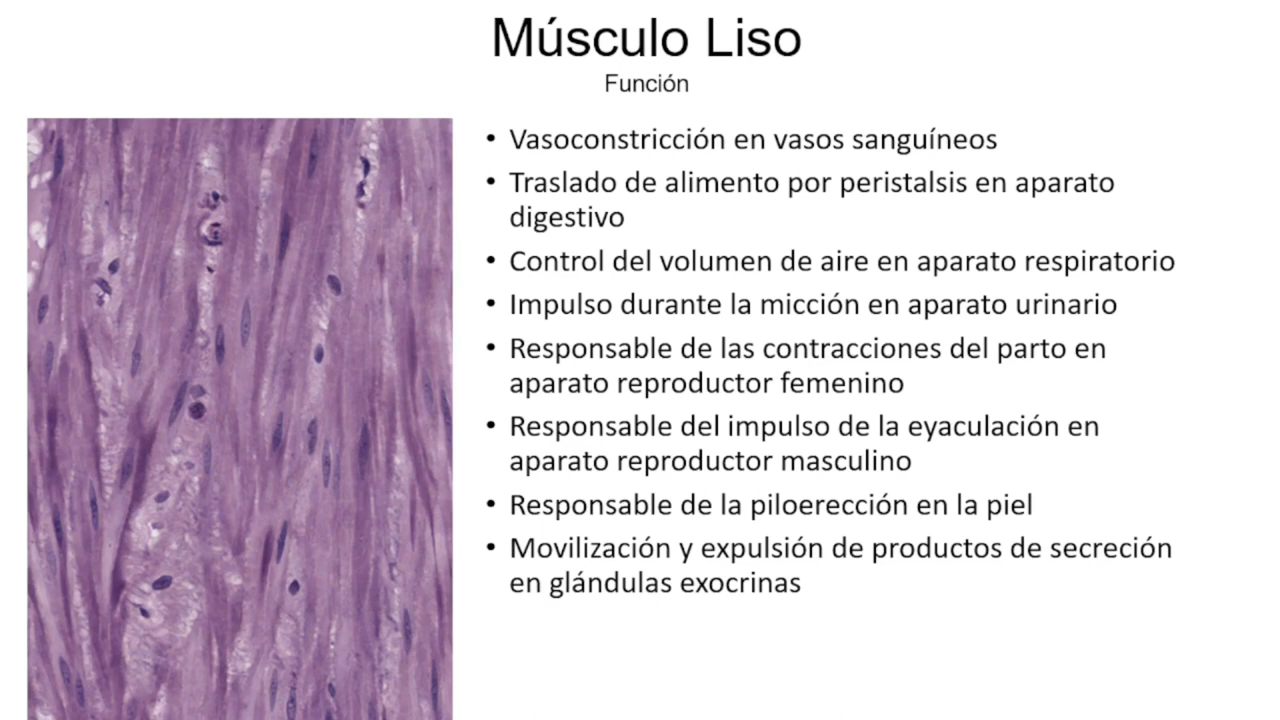 Músculo Liso
Función
• Vasoconstricción en vasos sanguíneos
• Traslado de alimento por peristalsis en aparato
digestivo
• Control del volumen de aire en aparato respiratorio
• Impulso durante la micción en aparato urinario
• Responsable de las contracciones del parto en
aparato reproductor femenino
• Responsable del impulso de la eyaculación en
aparato reproductor masculino
• Responsable de la piloerección en la piel
• Movilización y expulsión de productos de secreción
en glándulas exocrinas